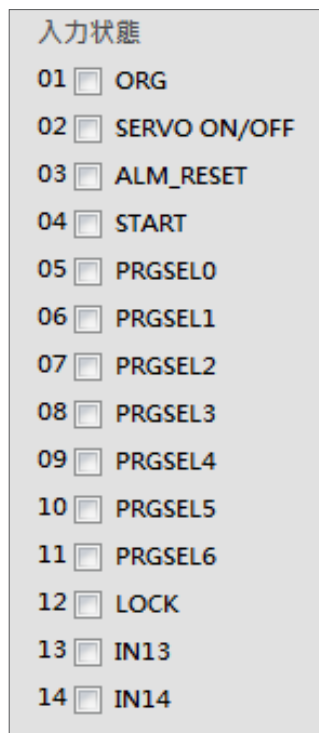 入力状態
01 ORG
02 SERVO ON/OFF
03 ALM_RESET
04 START
05 PRGSEL0
06 PRGSEL1
07 PRGSEL2
08 PRGSEL3
09 PRGSEL4
10 PRGSEL5
11 PRGSEL6
12 LOCK
13 IN13
14 IN14